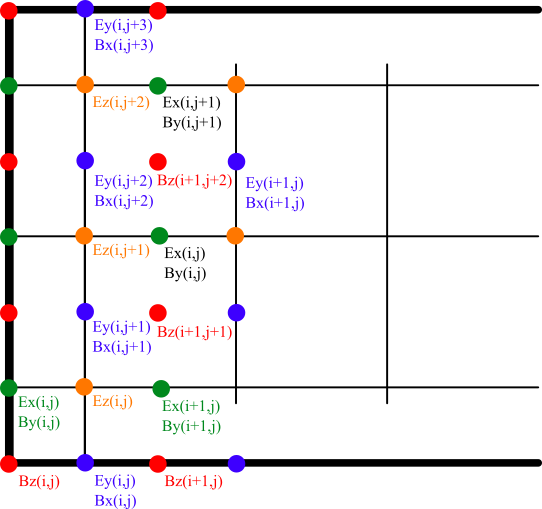 Ey(i,j+3)
Bx(i,j+3)
Ez(i,j+2)
Ex(i,j+1)
By(i,j+1)
Ey(i,j+2)
Bx(i,j+2)
Bz(i+1,j+2)
Ey(i+1,j)
Bx(i+1,j)
Ez(i,j+1)
Ex(i,j)
By(i,j)
Ey(i,j+1)
Bx(i,j+1)
Bz(i+1,j+1)
Ex(i,j)
By(i,j)
Ez(i,j)
Ex(i+1,j)
By(i+1,j)
Bz(i,j)
Ey(i,j)
Bx(i,j)
Bz(i+1,j)